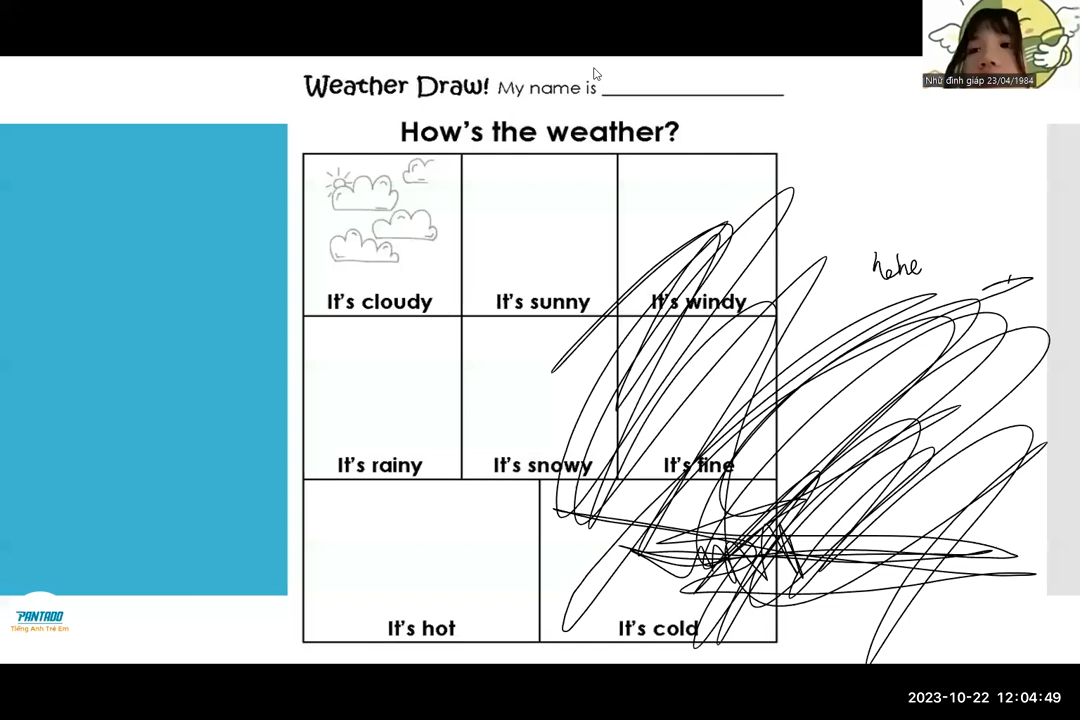 Nhữ đình giáp 23/04/1984
Weather Draw! My name is
How's the weather?
It's cloudy It's sunny It's windy
hehe
It's rainy It's snowy It's fine
It's hot It's cold
PANTADO
Tiếng Anh Trẻ Em
2023-10-22 12:04:49